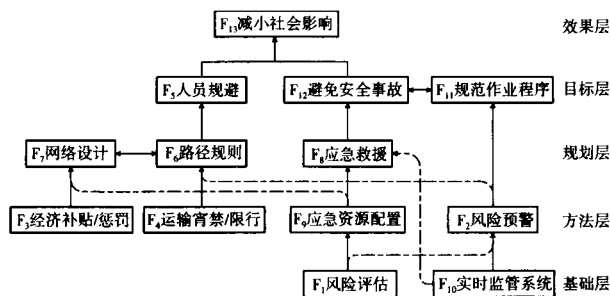 F₁₃减小社会影响 效果层
F₅人员规避 F₁₂避免安全事故 F₁₁规范作业程序 目标层
F₇网络设计 F₆路径规则 F₈应急救援 规划层
F₃经济补贴/惩罚 F₄运输宵禁/限行 F₉应急资源配置 F₂风险预警 方法层
F₁风险评估 F₁₀实时监管系统 基础层